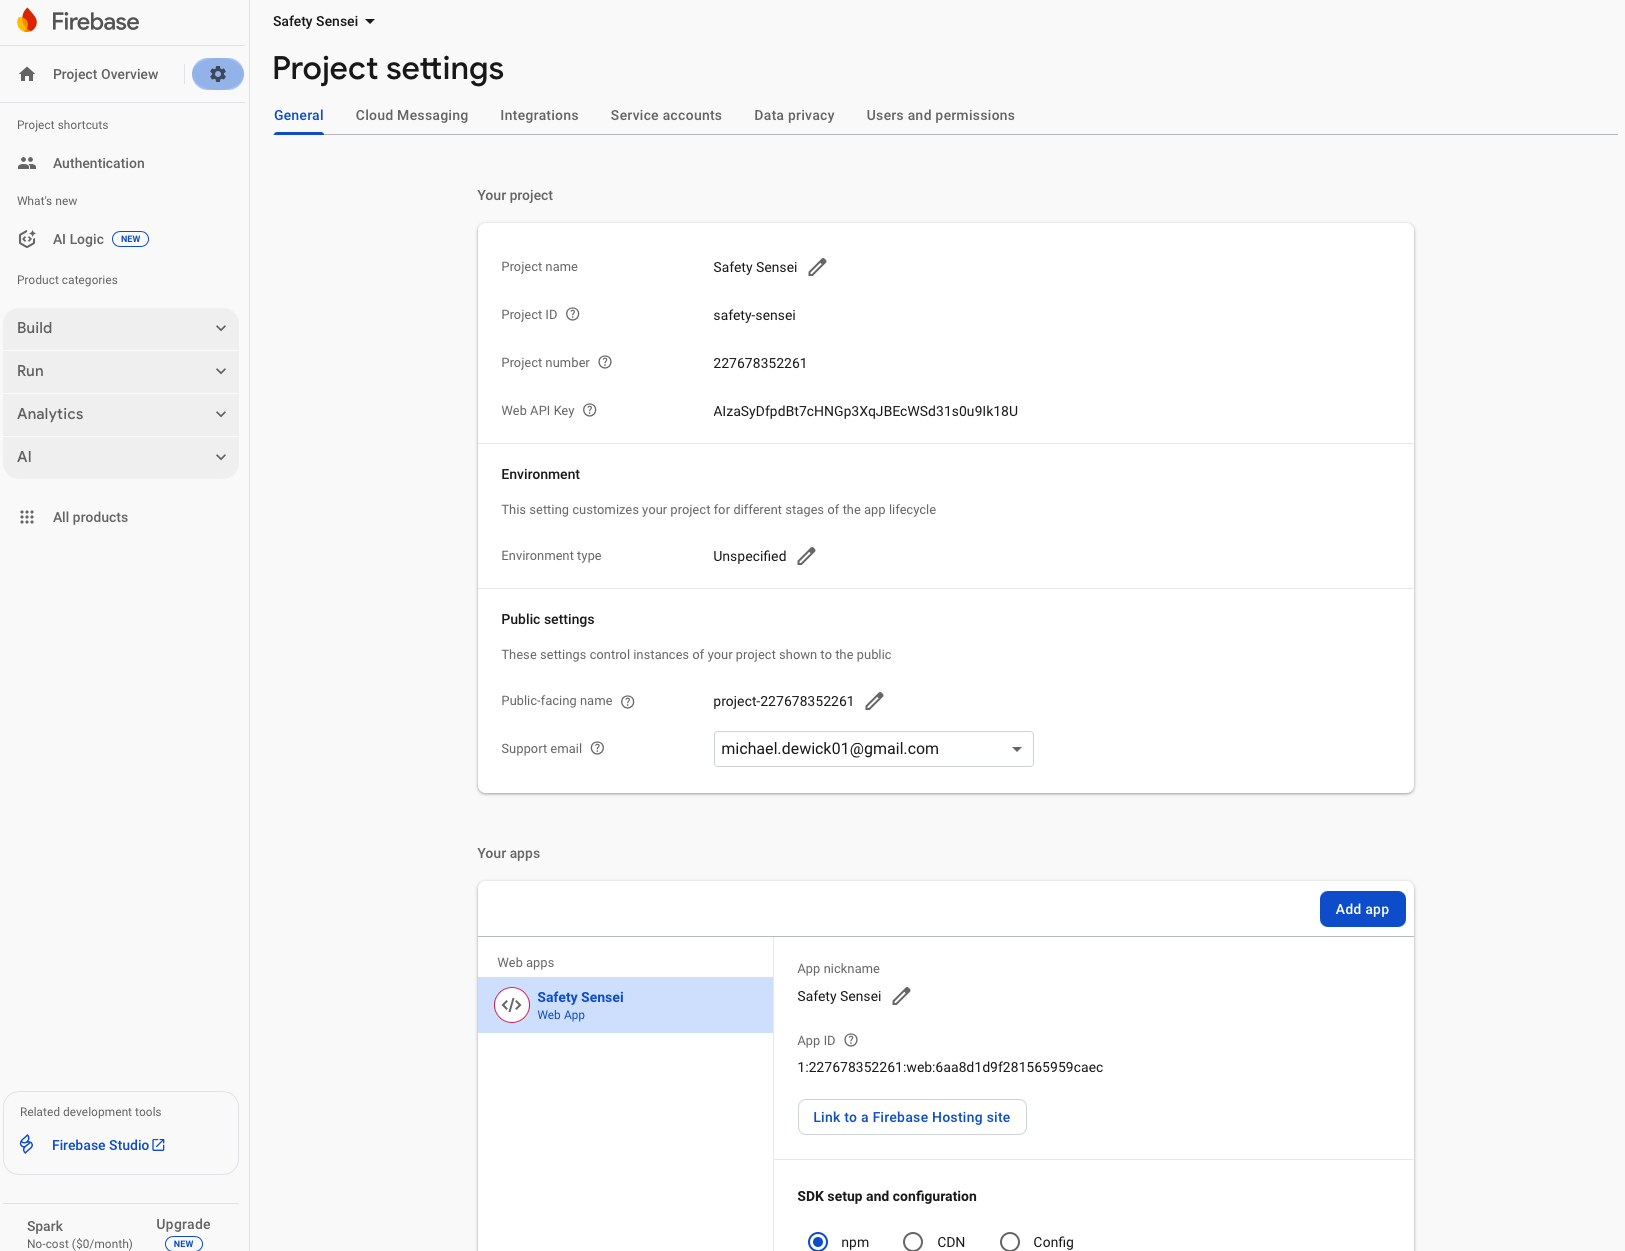 Firebase
Project Overview
Project shortcuts
Authentication
What's new
AI Logic NEW
Product categories
Build
Run
Analytics
AI
All products
Related development tools
Firebase Studio
Spark
No-cost ($0/month)
Upgrade
NEW
Safety Sensei
Project settings
General Cloud Messaging Integrations Service accounts Data privacy Users and permissions
Your project
Project name Safety Sensei
Project ID safety-sensei
Project number 227678352261
Web API Key AIzaSyDfpdBt7cHNGp3XqJBEcWSd31s0u9Ik18U
Environment
This setting customizes your project for different stages of the app lifecycle
Environment type Unspecified
Public settings
These settings control instances of your project shown to the public
Public-facing name project-227678352261
Support email michael.dewick01@gmail.com
Your apps
Add app
Web apps
Safety Sensei
Web App
App nickname
Safety Sensei
App ID
1:227678352261:web:6aa8d1d9f281565959caec
Link to a Firebase Hosting site
SDK setup and configuration
npm CDN Config